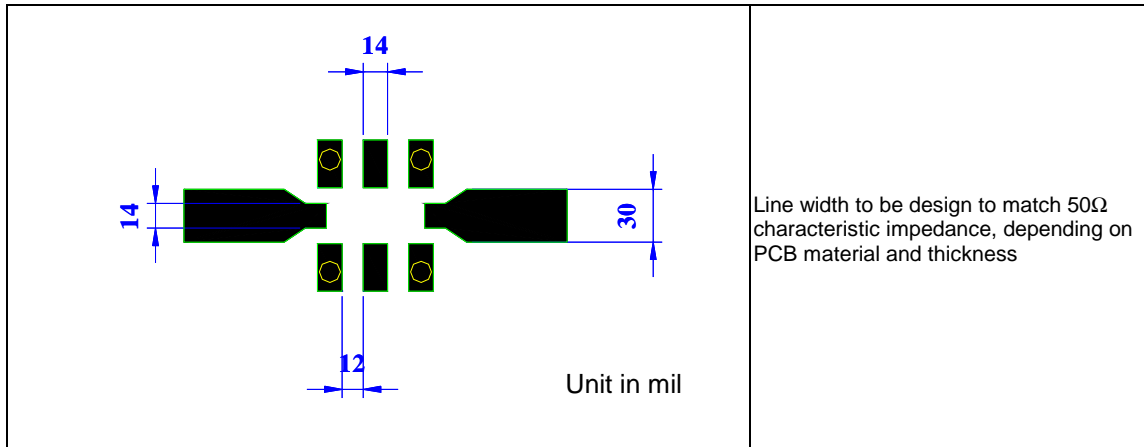 14
14
30
12
Unit in mil
Line width to be design to match 50Ω
characteristic impedance, depending on
PCB material and thickness